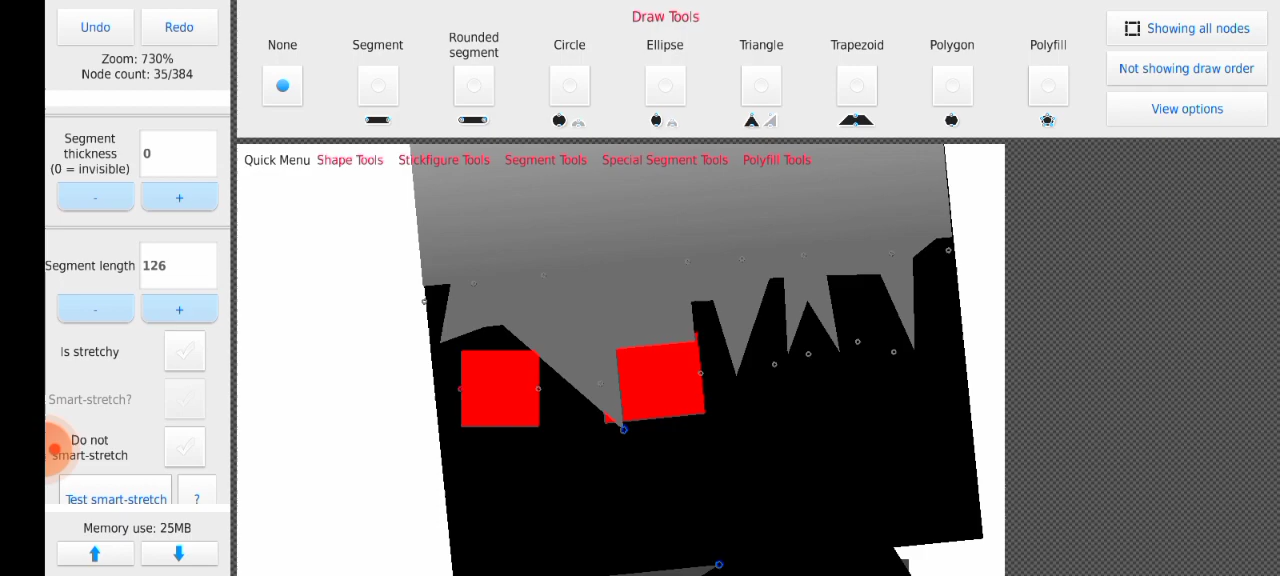 Undo
Redo
Zoom: 730%
Node count: 35/384
Segment
thickness
(0 = invisible)
0
-
+
Segment length
126
-
+
Is stretchy
Smart-stretch?
Do not
smart-stretch
Test smart-stretch
?
Memory use: 25MB
Draw Tools
None
Segment
Rounded
segment
Circle
Ellipse
Triangle
Trapezoid
Polygon
Polyfill
Showing all nodes
Not showing draw order
View options
Quick Menu
Shape Tools
Stickfigure Tools
Segment Tools
Special Segment Tools
Polyfill Tools